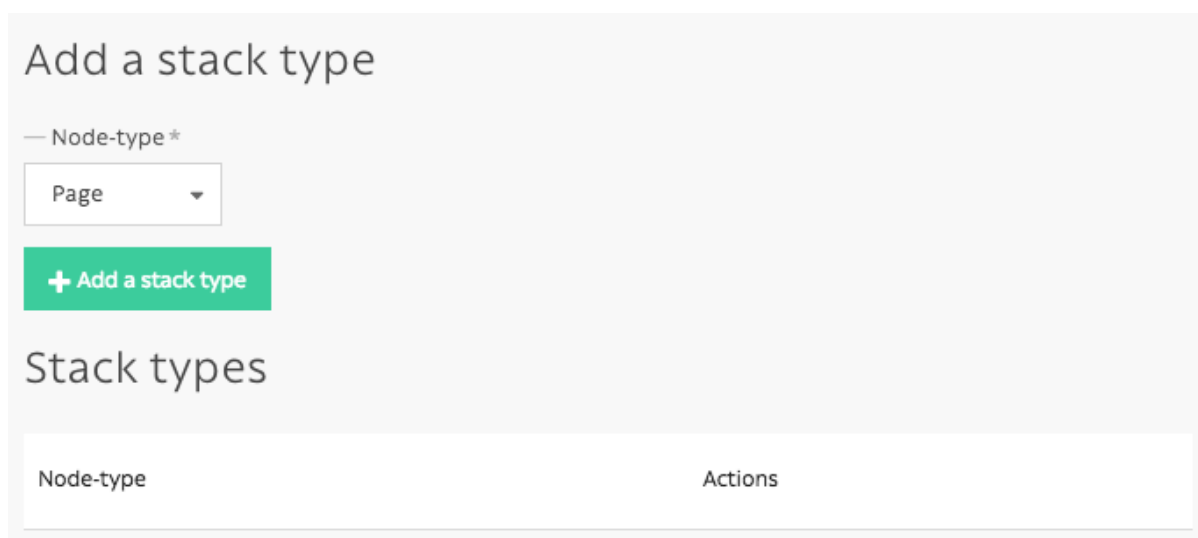 Add a stack type
— Node-type *
Page
+ Add a stack type
Stack types
Node-type Actions